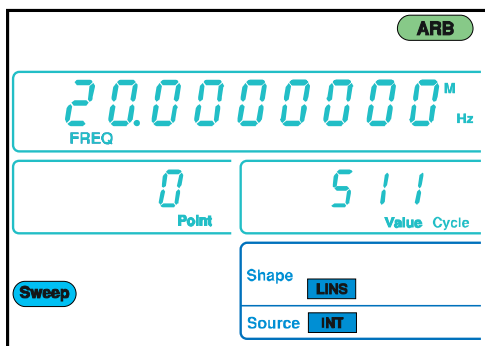 ARB
20.0000000 M Hz
FREQ
0
Point
511
Value Cycle
Sweep
Shape LINS
Source INT